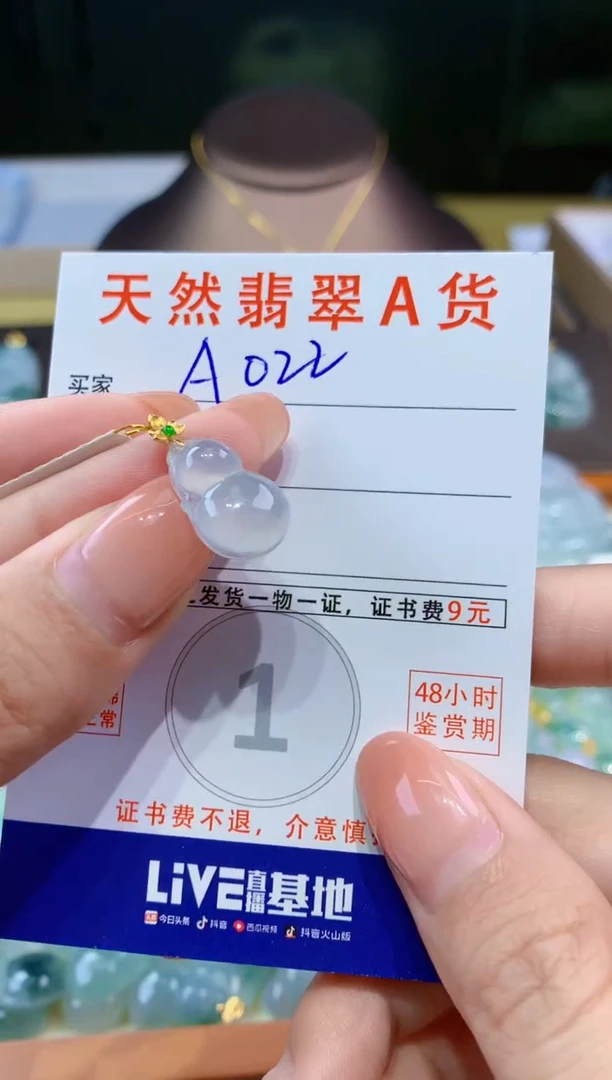 天然翡翠A货
买家 A022
发货一物一证，证书费9元
1
48小时
鉴赏期
常
证书费不退，介意慎
LiVE直播基地
今日头条 抖音 西瓜视频 抖音火山版